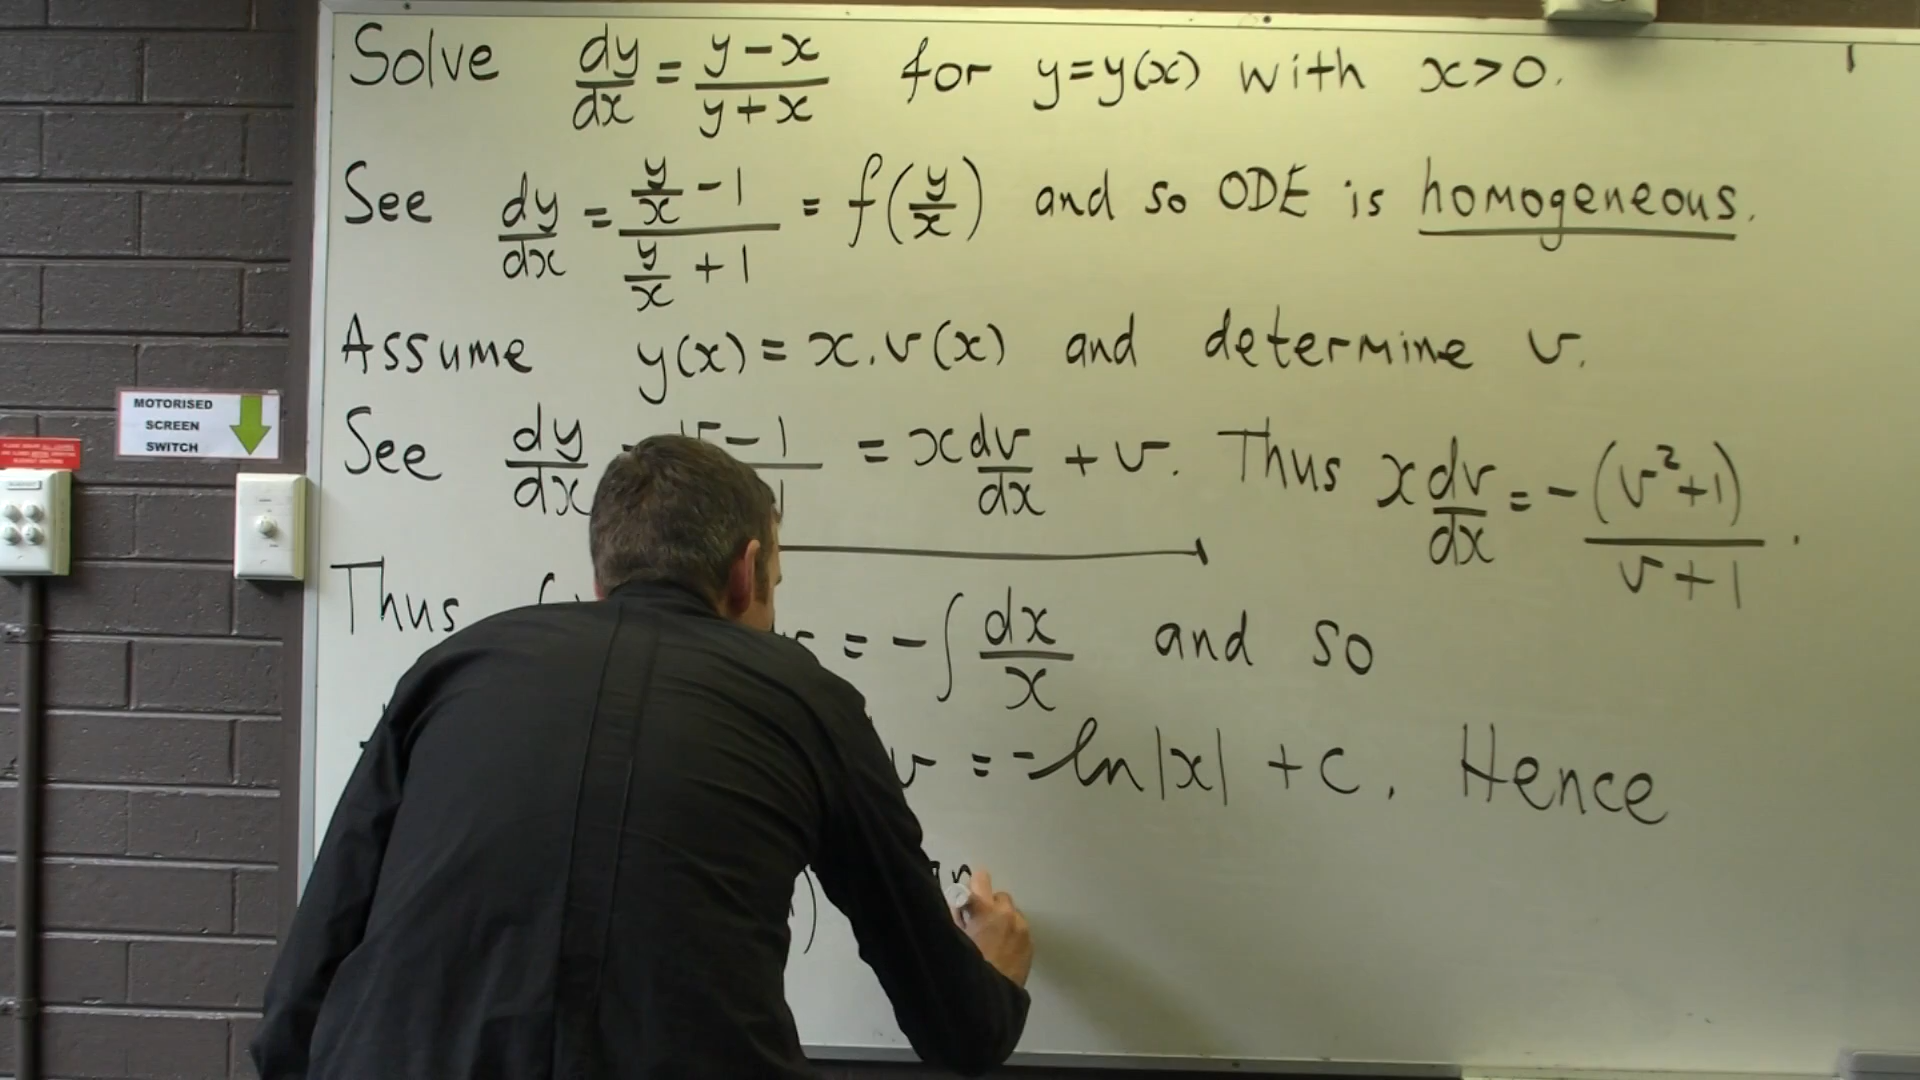 Solve dy/dx = (y-x)/(y+x) for y=y(x) with x>0.
See dy/dx = (y/x - 1)/(y/x + 1) = f(y/x) and so ODE is homogeneous.
Assume y(x) = x.v(x) and determine v.
See dy/dx -1 = x dv/dx + v. Thus x dv/dx = -(v²+1)/(v+1).
Thus = -∫ dx/x and so
v = -ln|x| + C. Hence
MOTORISED
SCREEN
SWITCH